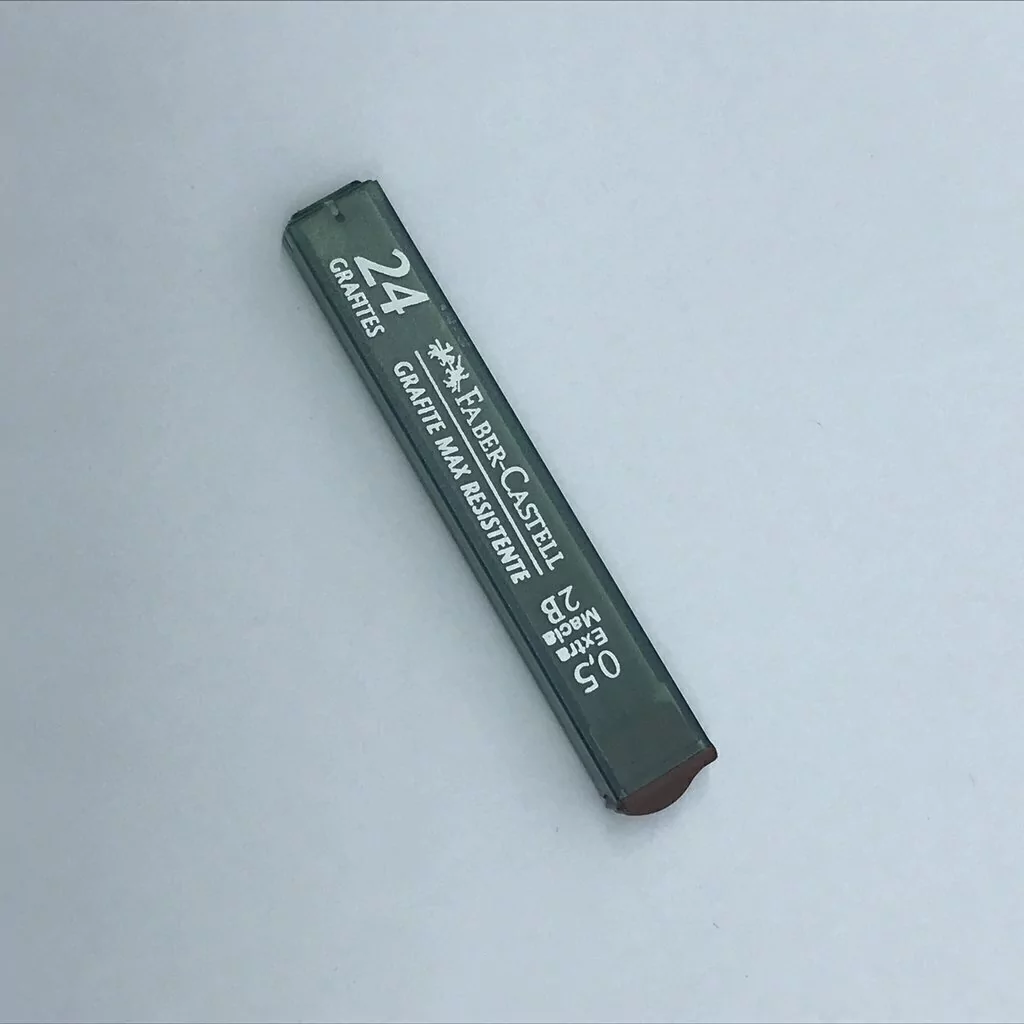 24
GRAFITES
FABER-CASTELL
GRAFITE MAX RESISTENTE
0,5
Extra
Macia
2B